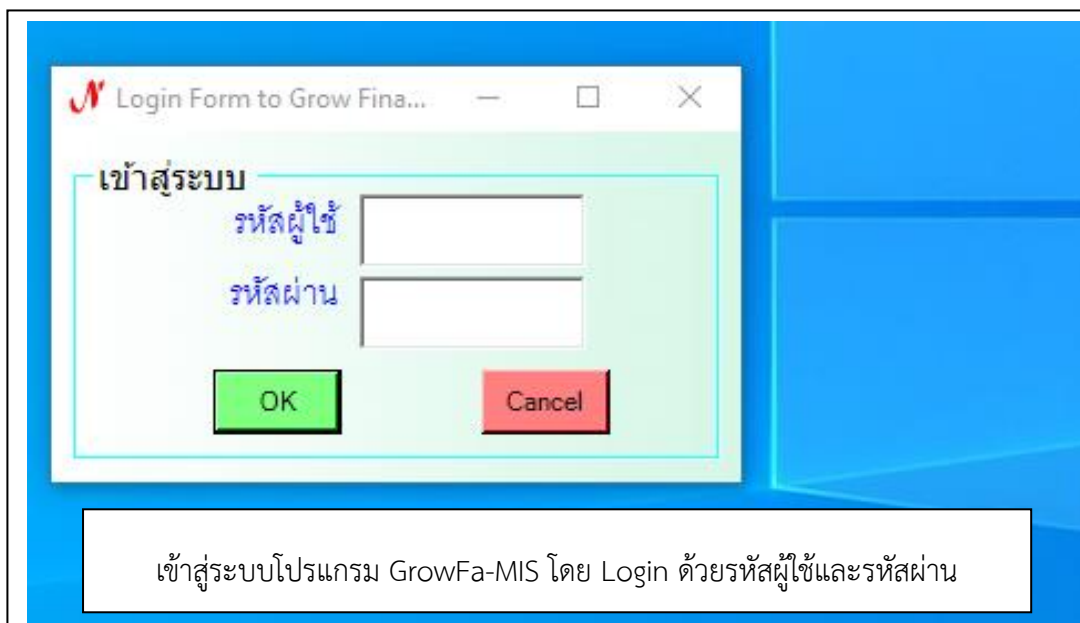 Login Form to Grow Fina...
เข้าสู่ระบบ
รหัสผู้ใช้
รหัสผ่าน
OK Cancel
เข้าสู่ระบบโปรแกรม GrowFa-MIS โดย Login ด้วยรหัสผู้ใช้และรหัสผ่าน